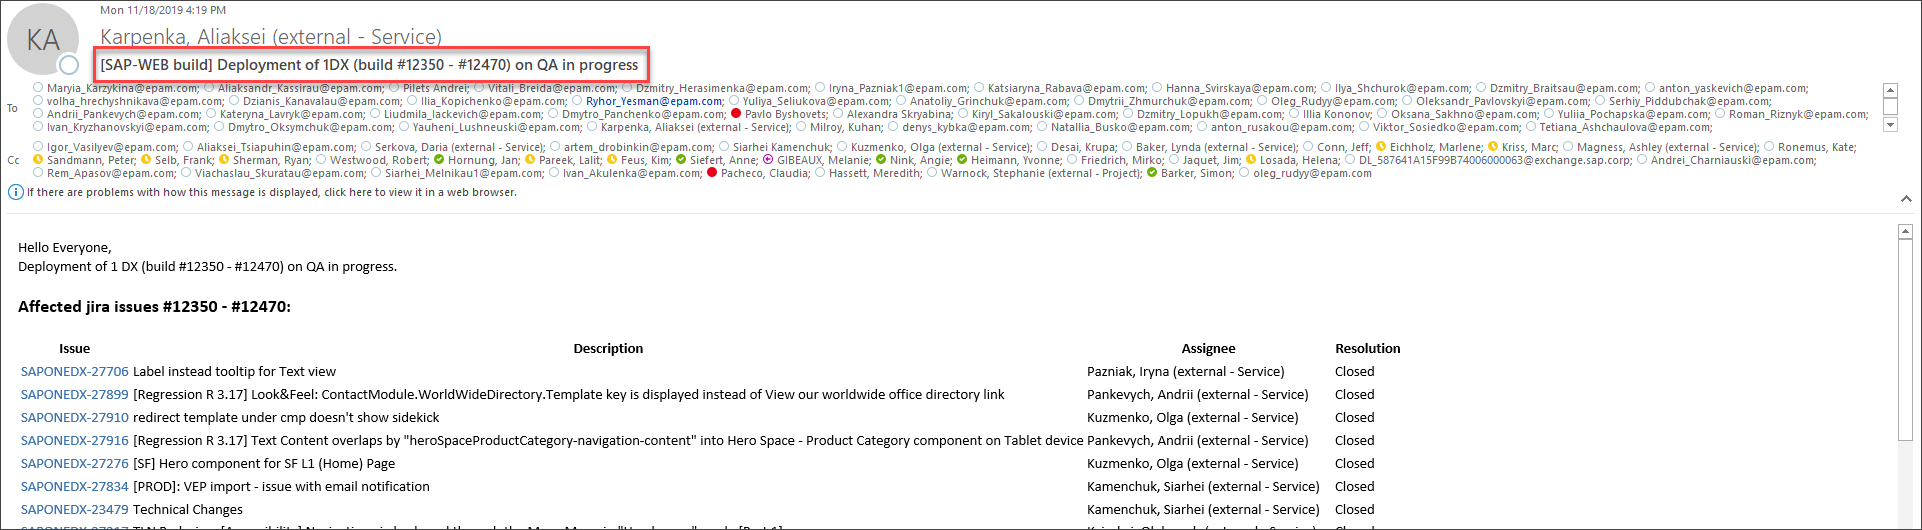 Mon 11/18/2019 4:19 PM
KA
Karpenka, Aliaksei (external - Service)
[SAP-WEB build] Deployment of 1DX (build #12350 - #12470) on QA in progress
To
Maryia_Karzykina@epam.com; Aliaksandr_Kassirau@epam.com; Pilets Andrei; Vitali_Breida@epam.com; Dzmitry_Herasimenka@epam.com; Iryna_Pazniak1@epam.com; Katsiaryna_Rabava@epam.com; Hanna_Svirskaya@epam.com; Ilya_Shchurok@epam.com; Dzmitry_Braitsau@epam.com; anton_yaskevich@epam.com;
volha_hrechyshnikava@epam.com; Dzianis_Kanavalau@epam.com; Ilia_Kopichenko@epam.com; Ryhor_Yesman@epam.com; Yuliya_Seliukova@epam.com; Anatoliy_Grinchuk@epam.com; Dmytrii_Zhmurchuk@epam.com; Oleg_Rudyy@epam.com; Oleksandr_Pavlovskyi@epam.com; Serhiy_Piddubchak@epam.com;
Andrii_Pankevych@epam.com; Kateryna_Lavryk@epam.com; Liudmila_Iackevich@epam.com; Dmytro_Panchenko@epam.com; Pavlo Byshovets; Alexandra Skryabina; Kiryl_Sakalouski@epam.com; Dzmitry_Lopukh@epam.com; Illia Kononov; Oksana_Sakhno@epam.com; Yuliia_Pochapska@epam.com; Roman_Riznyk@epam.com;
Ivan_Kryzhanovskyi@epam.com; Dmytro_Oksymchuk@epam.com; Yauheni_Lushneuski@epam.com; Karpenka, Aliaksei (external - Service); Milroy, Kuhan; denys_kybka@epam.com; Natallia_Busko@epam.com; anton_rusakou@epam.com; Viktor_Sosiedko@epam.com; Tetiana_Ashchaulova@epam.com;
Igor_Vasilyev@epam.com; Aliaksei_Tsiapuhin@epam.com; Serkova, Daria (external - Service); artem_drobinkin@epam.com; Siarhei Kamenchuk; Kuzmenko, Olga (external - Service); Desai, Krupa; Baker, Lynda (external - Service); Conn, Jeff; Eichholz, Marlene; Kriss, Marc; Magness, Ashley (external - Service); Ronemus, Kate;
Cc
Sandmann, Peter; Selb, Frank; Sherman, Ryan; Westwood, Robert; Hornung, Jan; Pareek, Lalit; Feus, Kim; Siefert, Anne; GIBEAUX, Melanie; Nink, Angie; Heimann, Yvonne; Friedrich, Mirko; Jaquet, Jim; Losada, Helena; DL_587641A15F99B74006000063@exchange.sap.corp; Andrei_Charniauski@epam.com;
Rem_Apasov@epam.com; Viachaslau_Skuratau@epam.com; Siarhei_Melnikau1@epam.com; Ivan_Akulenka@epam.com; Pacheco, Claudia; Hassett, Meredith; Warnock, Stephanie (external - Project); Barker, Simon; oleg_rudyy@epam.com
If there are problems with how this message is displayed, click here to view it in a web browser.
Hello Everyone,
Deployment of 1 DX (build #12350 - #12470) on QA in progress.
Affected jira issues #12350 - #12470:
Issue Description Assignee Resolution
SAPONEDX-27706 Label instead tooltip for Text view Pazniak, Iryna (external - Service) Closed
SAPONEDX-27899 [Regression R 3.17] Look&Feel: ContactModule.WorldWideDirectory.Template key is displayed instead of View our worldwide office directory link Pankevych, Andrii (external - Service) Closed
SAPONEDX-27910 redirect template under cmp doesn't show sidekick Kuzmenko, Olga (external - Service) Closed
SAPONEDX-27916 [Regression R 3.17] Text Content overlaps by "heroSpaceProductCategory-navigation-content" into Hero Space - Product Category component on Tablet device Pankevych, Andrii (external - Service) Closed
SAPONEDX-27276 [SF] Hero component for SF L1 (Home) Page Kuzmenko, Olga (external - Service) Closed
SAPONEDX-27834 [PROD]: VEP import - issue with email notification Kamenchuk, Siarhei (external - Service) Closed
SAPONEDX-23479 Technical Changes Kamenchuk, Siarhei (external - Service) Closed